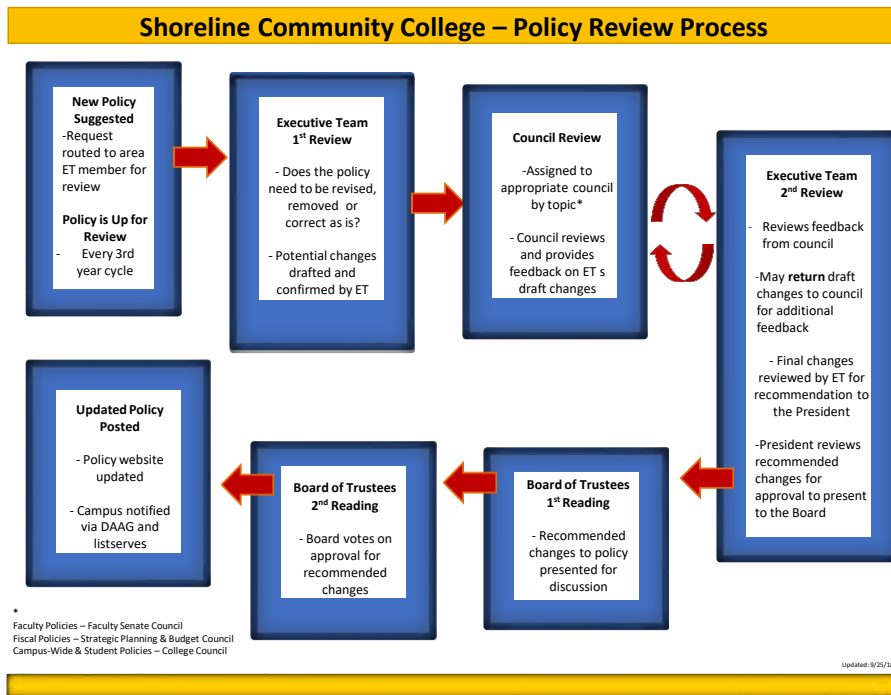 Shoreline Community College – Policy Review Process
New Policy
Suggested
-Request
routed to area
ET member for
review
Policy is Up for
Review
- Every 3rd
year cycle
Executive Team
1st Review
- Does the policy
need to be revised,
removed or
correct as is?
- Potential changes
drafted and
confirmed by ET
Council Review
-Assigned to
appropriate council
by topic*
- Council reviews
and provides
feedback on ET s
draft changes
Executive Team
2nd Review
- Reviews feedback
from council
-May return draft
changes to council
for additional
feedback
- Final changes
reviewed by ET for
recommendation to
the President
-President reviews
recommended
changes for
approval to present
to the Board
Board of Trustees
1st Reading
- Recommended
changes to policy
presented for
discussion
Board of Trustees
2nd Reading
- Board votes on
approval for
recommended
changes
Updated Policy
Posted
- Policy website
updated
- Campus notified
via DAAG and
listserves
*
Faculty Policies – Faculty Senate Council
Fiscal Policies – Strategic Planning & Budget Council
Campus-Wide & Student Policies – College Council
Updated: 9/25/18